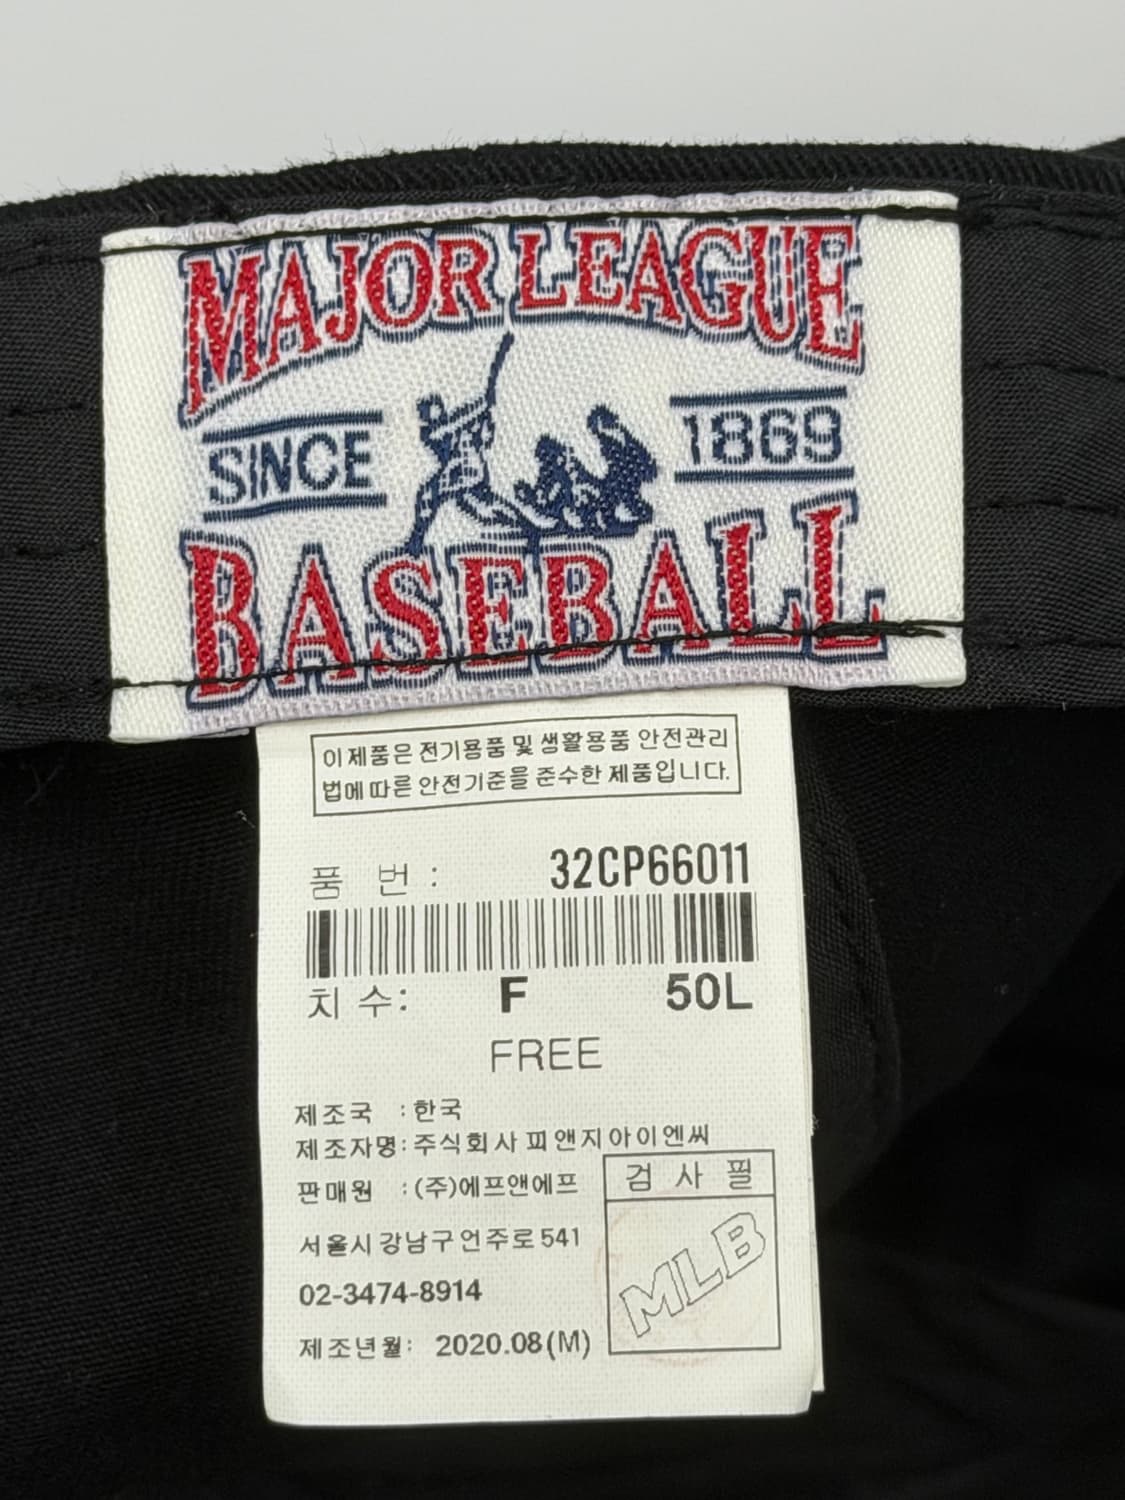 MAJOR LEAGUE
SINCE 1869
BASEBALL
이 제품은 전기용품 및 생활용품 안전관리
법에 따른 안전기준을 준수한 제품입니다.
품 번 : 32CP66011
치 수: F 50L
FREE
제조국 : 한국
제조자명: 주식회사 피앤지아이엔씨
판매원 : (주)에프앤에프
검 사 필
서울시 강남구 언주로 541
MLB
02-3474-8914
제조년월: 2020.08(M)